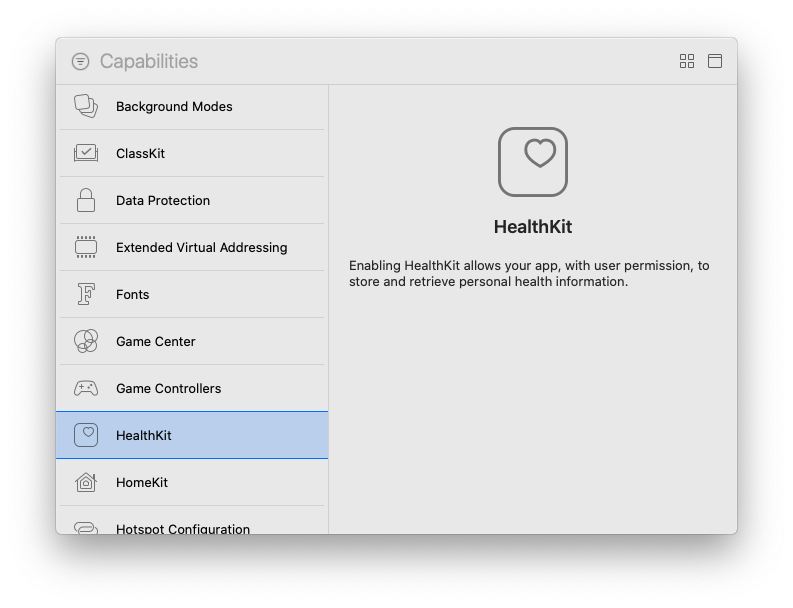 Capabilities
Background Modes
ClassKit
Data Protection
Extended Virtual Addressing
Fonts
Game Center
Game Controllers
HealthKit
HomeKit
Hotspot Configuration
HealthKit
Enabling HealthKit allows your app, with user permission, to
store and retrieve personal health information.